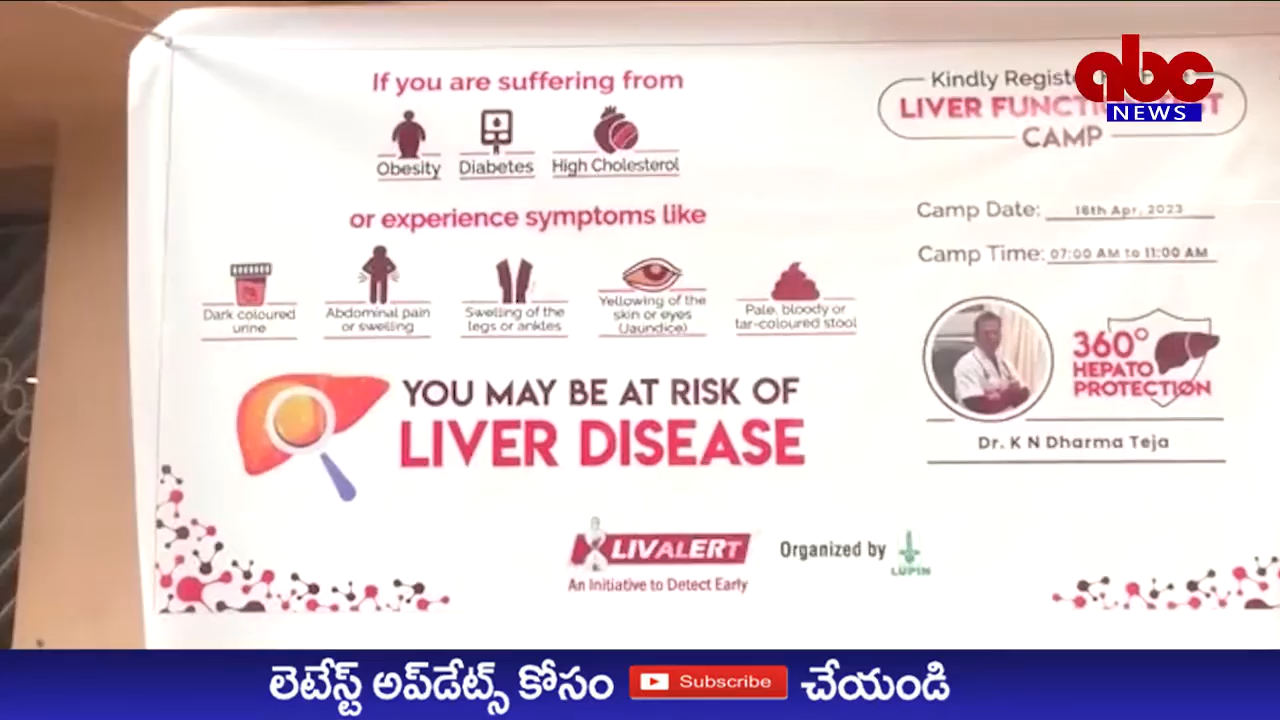 If you are suffering from
Obesity
Diabetes
High Cholesterol
or experience symptoms like
Dark coloured
urine
Abdominal pain
or swelling
Swelling of the
legs or ankles
Yellowing of the
skin or eyes
(Jaundice)
Pale, bloody or
tar-coloured stool
YOU MAY BE AT RISK OF
LIVER DISEASE
LIVALERT
An Initiative to Detect Early
Organized by
LUPIN
abc
NEWS
Kindly
LIVER
CAMP
Camp Date: 16th Apr, 2023
Camp Time: 07:00 AM to 11:00 AM
360°
HEPATO
PROTECTION
Dr. K N Dharma Teja
లెటేస్ట్ అప్‌డేట్స్ కోసం Subscribe చేయండి